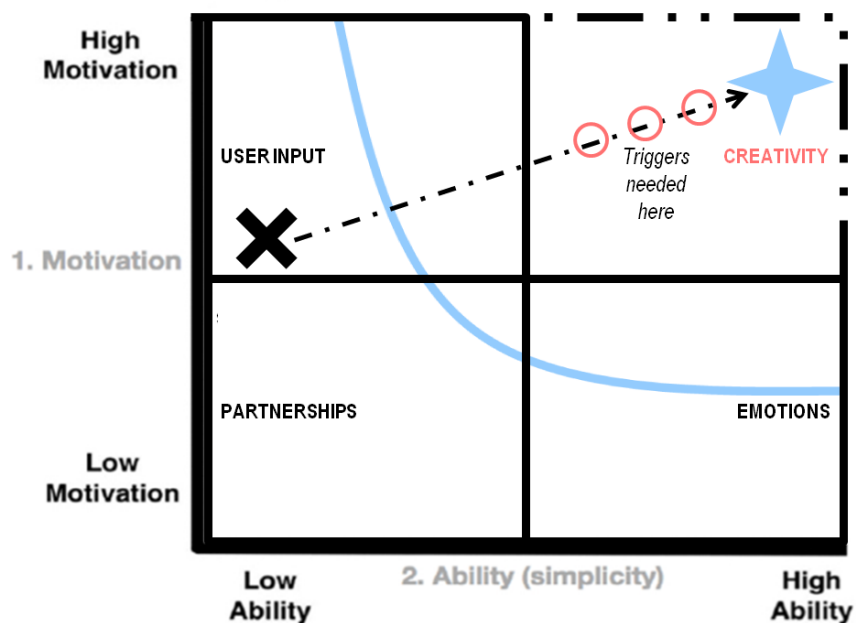 High
Motivation
USER INPUT
Triggers
needed
here
CREATIVITY
1. Motivation
PARTNERSHIPS
EMOTIONS
Low
Motivation
Low
Ability
2. Ability (simplicity)
High
Ability